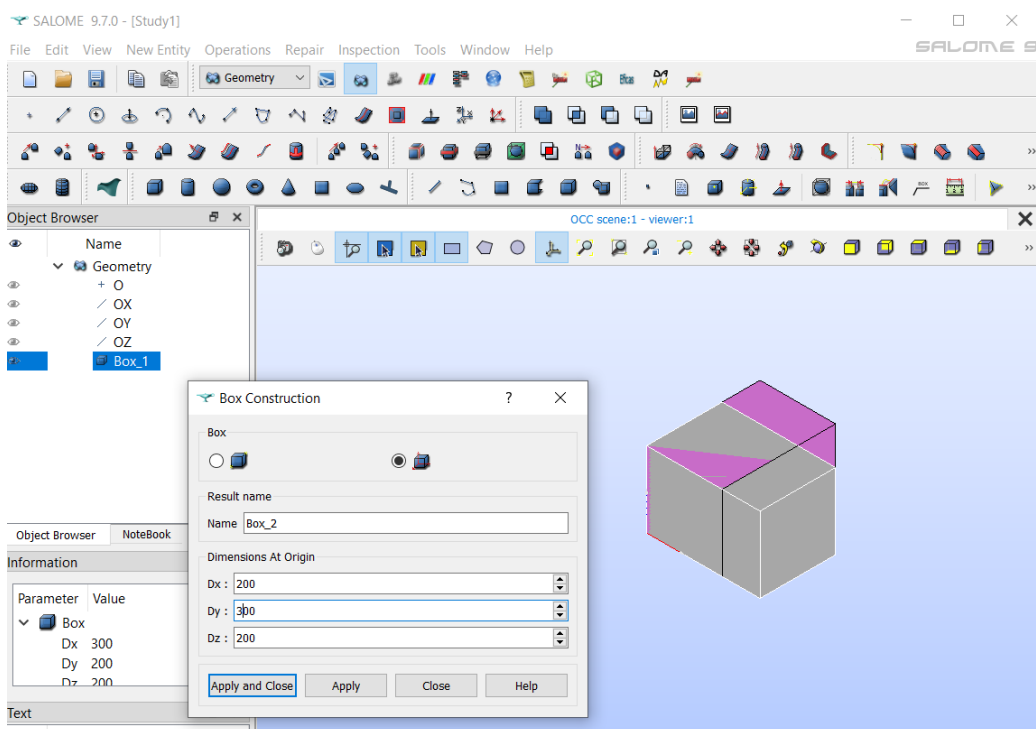 SALOME 9.7.0 - [Study1]
File Edit View New Entity Operations Repair Inspection Tools Window Help
SALOME 9
Geometry
Object Browser
OCC scene:1 - viewer:1
Name
Geometry
O
OX
OY
OZ
Box_1
Box Construction
?
Box
Result name
Name Box_2
Dimensions At Origin
Dx : 200
Dy : 300
Dz : 200
Apply and Close Apply Close Help
Object Browser NoteBook
Information
Parameter Value
Box
Dx 300
Dy 200
Dz 200
Text